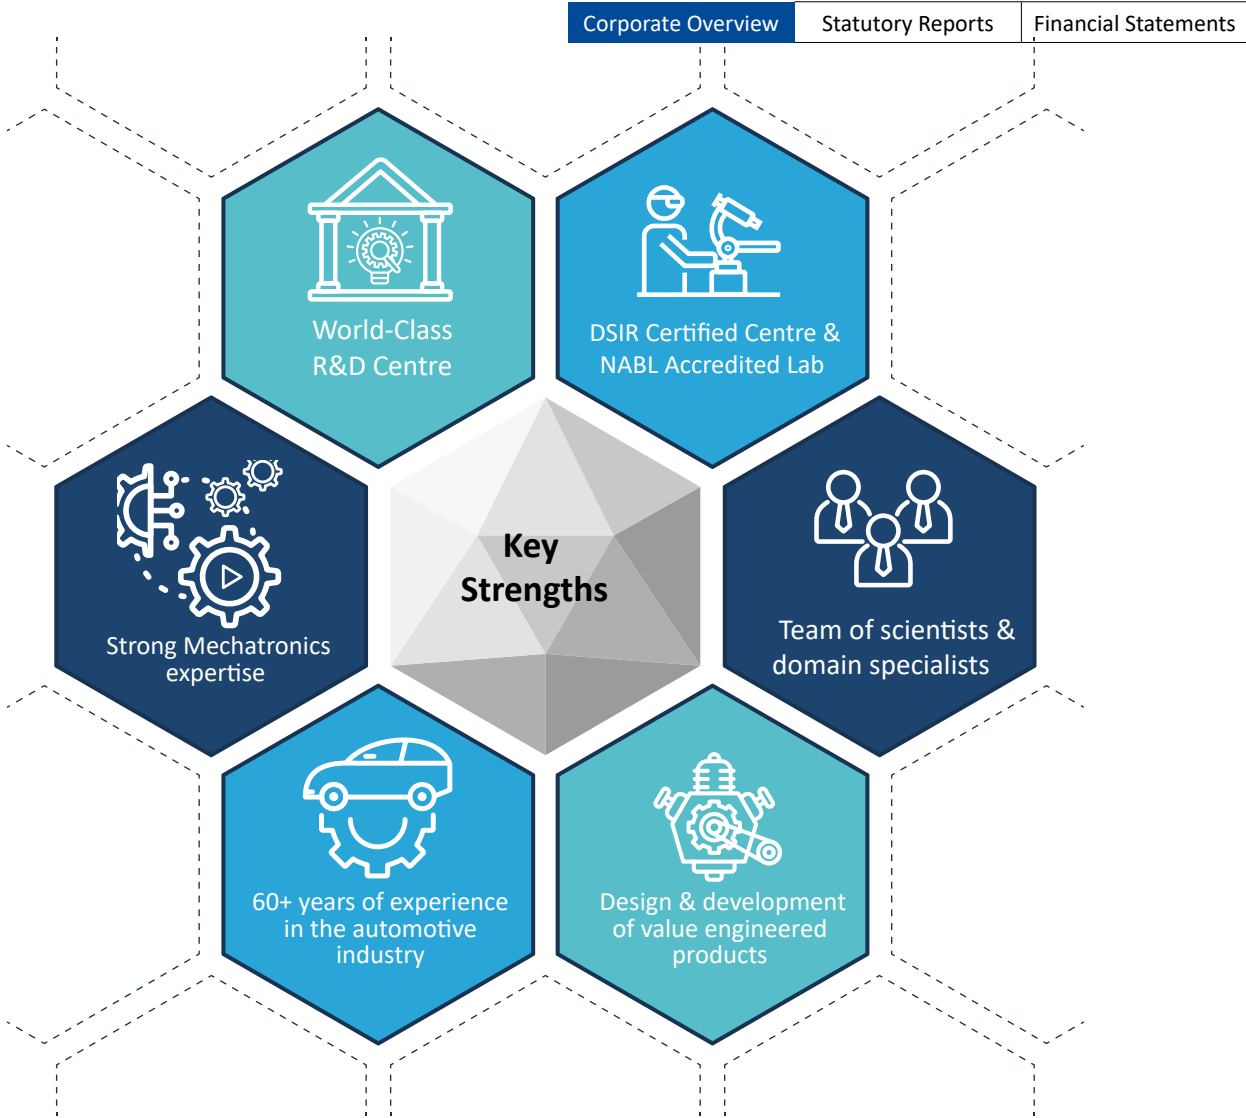 Corporate Overview
Statutory Reports
Financial Statements
World-Class
R&D Centre
DSIR Certified Centre &
NABL Accredited Lab
Strong Mechatronics
expertise
Key
Strengths
Team of scientists &
domain specialists
60+ years of experience
in the automotive
industry
Design & development
of value engineered
products